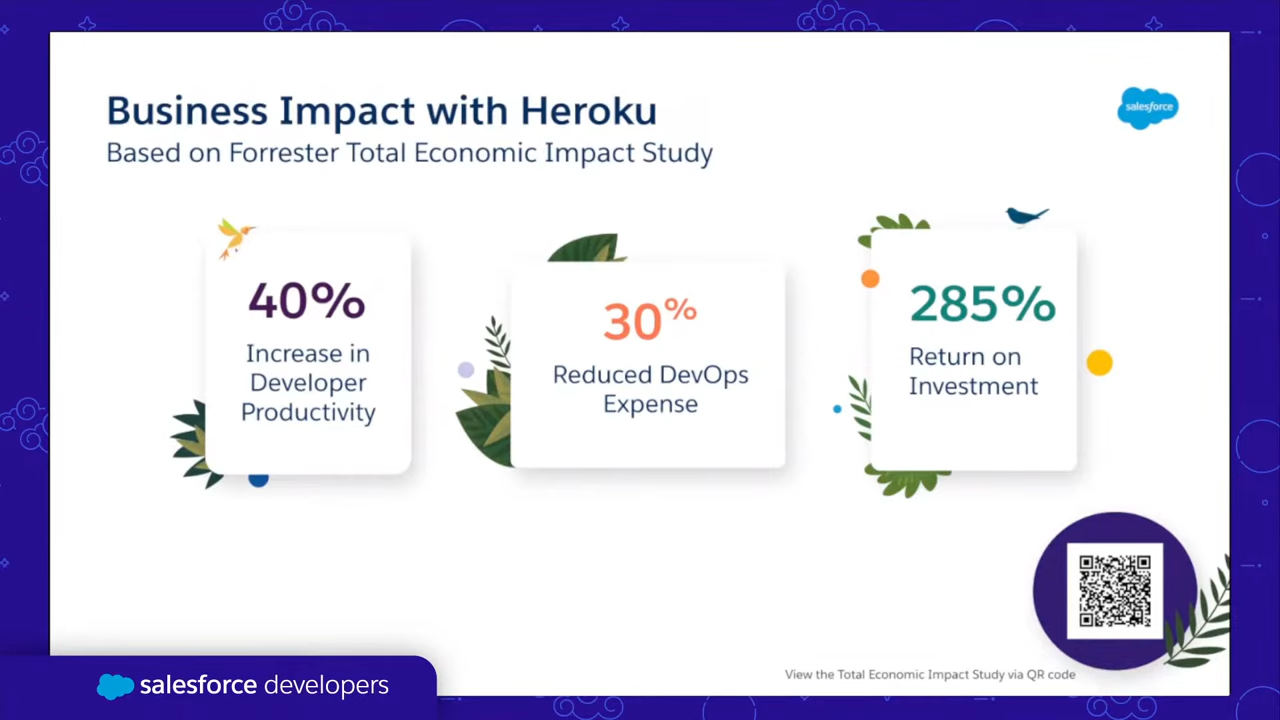 Business Impact with Heroku
Based on Forrester Total Economic Impact Study
salesforce
40%
Increase in
Developer
Productivity
30%
Reduced DevOps
Expense
285%
Return on
Investment
View the Total Economic Impact Study via QR code
salesforce developers